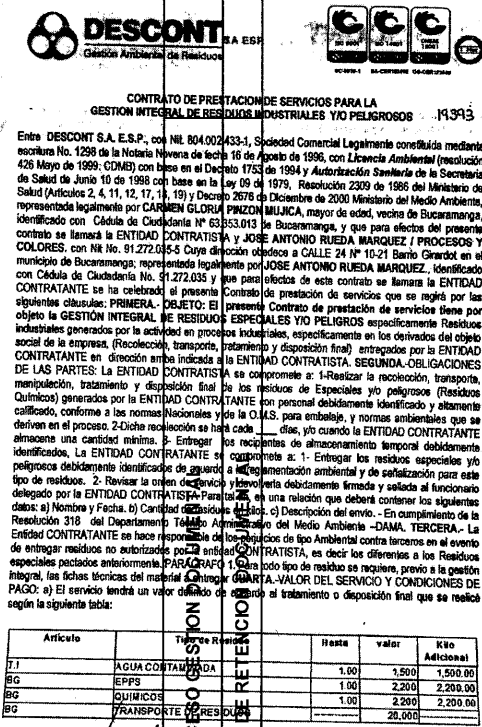 DESCONT S.A ESP.
Gestión Ambiental de Residuos
CONTRATO DE PRESTACION DE SERVICIOS PARA LA
GESTION INTEGRAL DE RESIDUOS INDUSTRIALES Y/O PELIGROSOS 19393
Entre DESCONT S.A. E.S.P., con Nit. 804.002.433-1, Sociedad Comercial Legalmente constituida mediante
escritura No. 1298 de la Notaria Novena de fecha 16 de Agosto de 1996, con Licencia Ambiental (resolución
426 Mayo de 1999: CDMB) con base en el Decreto 1753 de 1994 y Autorización Sanitaria de la Secretaria
de Salud de Junio 10 de 1998 con base en la Ley 09 de 1979, Resolución 2309 de 1986 del Ministerio de
Salud (Artículos 2, 4, 11, 12, 17, 18, 19) y Decreto 2676 de Diciembre de 2000 Ministerio del Medio Ambiente,
representada legalmente por CARMEN GLORIA PINZON MUJICA, mayor de edad, vecina de Bucaramanga,
identificado con Cédula de Ciudadanía N° 63.353.013 de Bucaramanga, y que para efectos del presente
contrato se llamará la ENTIDAD CONTRATISTA y JOSE ANTONIO RUEDA MARQUEZ / PROCESOS Y
COLORES. con Nit No. 91.272.035-5 Cuya dirección obedece a CALLE 24 N° 10-21 Barrio Girardot en el
municipio de Bucaramanga; representada legalmente por JOSE ANTONIO RUEDA MARQUEZ., identificado
con Cédula de Ciudadanía No. 91.272.035 y que para efectos de este contrato se llamara la ENTIDAD
CONTRATANTE se ha celebrado el presente Contrato de prestación de servicios que se regirá por las
siguientes cláusulas: PRIMERA.- OBJETO: El presente Contrato de prestación de servicios tiene por
objeto la GESTIÓN INTEGRAL DE RESIDUOS ESPECIALES Y/O PELIGROS específicamente Residuos
industriales generados por la actividad en procesos industriales, específicamente en los derivados del objeto
social de la empresa, (Recolección, transporte, tratamiento y disposición final) entregados por la ENTIDAD
CONTRATANTE en dirección arriba indicada a la ENTIDAD CONTRATISTA. SEGUNDA.-OBLIGACIONES
DE LAS PARTES: La ENTIDAD CONTRATISTA se compromete a: 1-Realizar la recolección, transporte,
manipulación, tratamiento y disposición final de los residuos de Especiales y/o peligrosos (Residuos
Químicos) generados por la ENTIDAD CONTRATANTE con personal debidamente identificado y altamente
calificado, conforme a las normas Nacionales y de la O.M.S. para embalaje, y normas ambientales que se
deriven en el proceso. 2-Dicha recolección se hará cada ____ días, y/o cuando la ENTIDAD CONTRATANTE
almacene una cantidad mínima. 3- Entregar los recipientes de almacenamiento temporal debidamente
identificados, La ENTIDAD CONTRATANTE se compromete a: 1- Entregar los residuos especiales y/o
peligrosos debidamente identificados de acuerdo a la reglamentación ambiental y de señalización para este
tipo de residuos. 2- Revisar la orden de servicio y devolverla debidamente firmada y sellada al funcionario
delegado por la ENTIDAD CONTRATISTA Para tal en una relación que deberá contener los siguientes
datos: a) Nombre y Fecha. b) Cantidad de residuos Kilos. c) Descripción del envío. - En cumplimiento de la
Resolución 318 del Departamento Técnico Administrativo del Medio Ambiente –DAMA. TERCERA.- La
Entidad CONTRATANTE se hace responsable de los perjuicios de tipo Ambiental contra terceros en el evento
de entregar residuos no autorizados por la entidad CONTRATISTA, es decir los diferentes a los Residuos
especiales pactados anteriormente. PARÁGRAFO 1. Para todo tipo de residuo se requiere, previo a la gestión
integral, las fichas técnicas del material a entregar CUARTA.-VALOR DEL SERVICIO Y CONDICIONES DE
PAGO: a) El servicio tendrá un valor definido de acuerdo al tratamiento o disposición final que se realice
según la siguiente tabla:
Artículo Tipo de Residuo Hasta valor Kilo Adicional
T.I AGUA CONTAMINADA 1.00 1,500 1,500.00
BG EPPS 1.00 2,200 2,200.00
BG QUIMICOS 1.00 2,200 2,200.00
BG TRANSPORTE DE RESIDUOS 20,000
GESTION DOCUMENTAL
DE RETENCION DOCUMENTAL